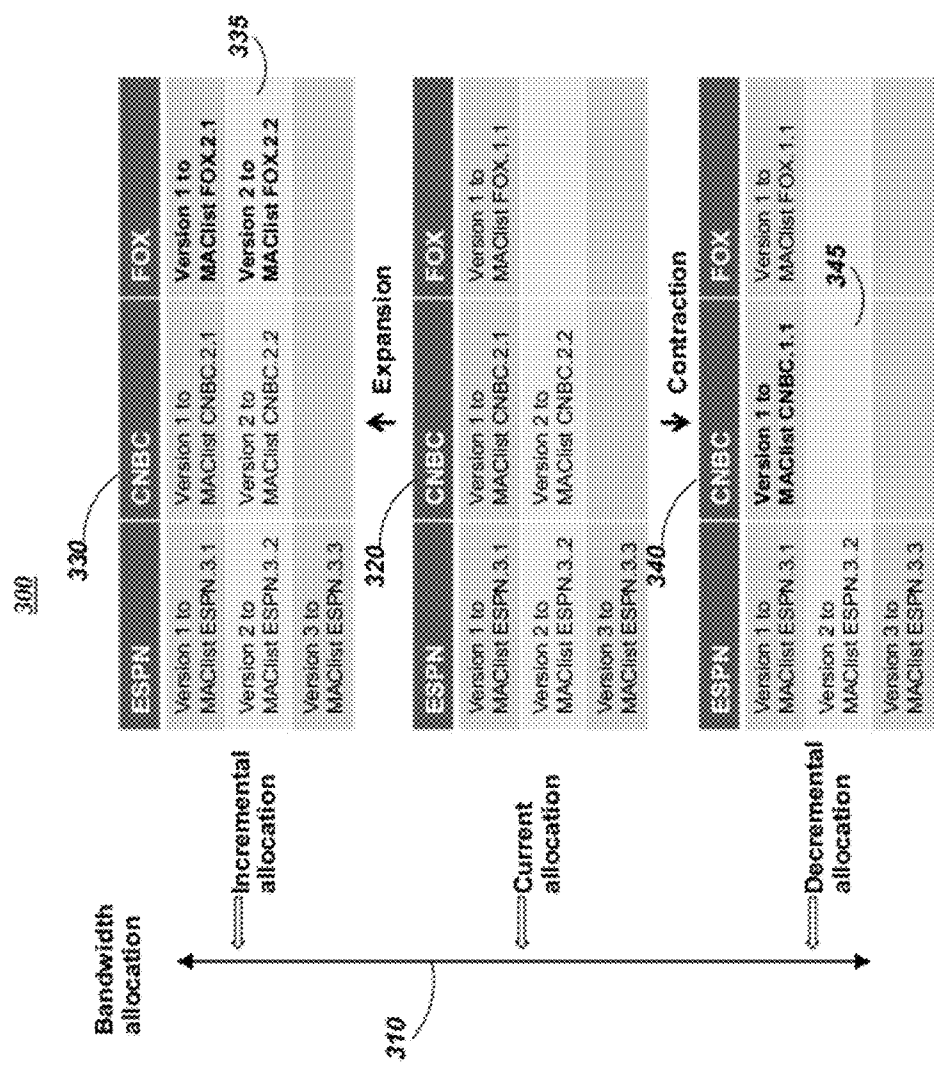 300
Bandwidth
allocation
310
Incremental
allocation
Current
allocation
Decremental
allocation
330
ESPN CNBC FOX
Version 1 to
MAClist ESPN.3.1
Version 1 to
MAClist CNBC.2.1
Version 1 to
MAClist FOX.2.1
Version 2 to
MAClist ESPN.3.2
Version 2 to
MAClist CNBC.2.2
Version 2 to
MAClist FOX.2.2
Version 3 to
MAClist ESPN.3.3
335
Expansion
320
ESPN CNBC FOX
Version 1 to
MAClist ESPN.3.1
Version 1 to
MAClist CNBC.2.1
Version 1 to
MAClist FOX.1.1
Version 2 to
MAClist ESPN.3.2
Version 2 to
MAClist CNBC.2.2
Version 3 to
MAClist ESPN.3.3
Contraction
340
ESPN CNBC FOX
Version 1 to
MAClist ESPN.3.1
Version 1 to
MAClist CNBC.1.1
Version 1 to
MAClist FOX.1.1
Version 2 to
MAClist ESPN.3.2
345
Version 3 to
MAClist ESPN.3.3